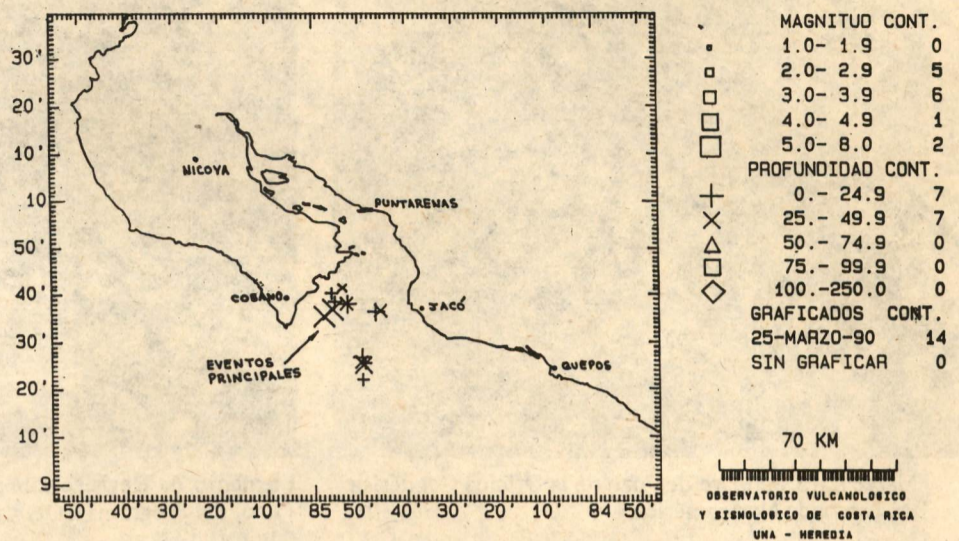 30'
20'
10'
10
50'
40'
30'
20'
10'
9
50'
40'
30'
20'
10'
85
50'
40'
30'
20'
10'
84
50'
NICOYA
PUNTARENAS
COBANO
JACÓ
QUEPOS
EVENTOS
PRINCIPALES
MAGNITUD CONT.
1.0- 1.9 0
2.0- 2.9 5
3.0- 3.9 6
4.0- 4.9 1
5.0- 8.0 2
PROFUNDIDAD CONT.
0.- 24.9 7
25.- 49.9 7
50.- 74.9 0
75.- 99.9 0
100.-250.0 0
GRAFICADOS CONT.
25-MARZO-90 14
SIN GRAFICAR 0
70 KM
OBSERVATORIO VULCANOLOGICO
Y SISMOLOGICO DE COSTA RICA
UNA - HEREDIA